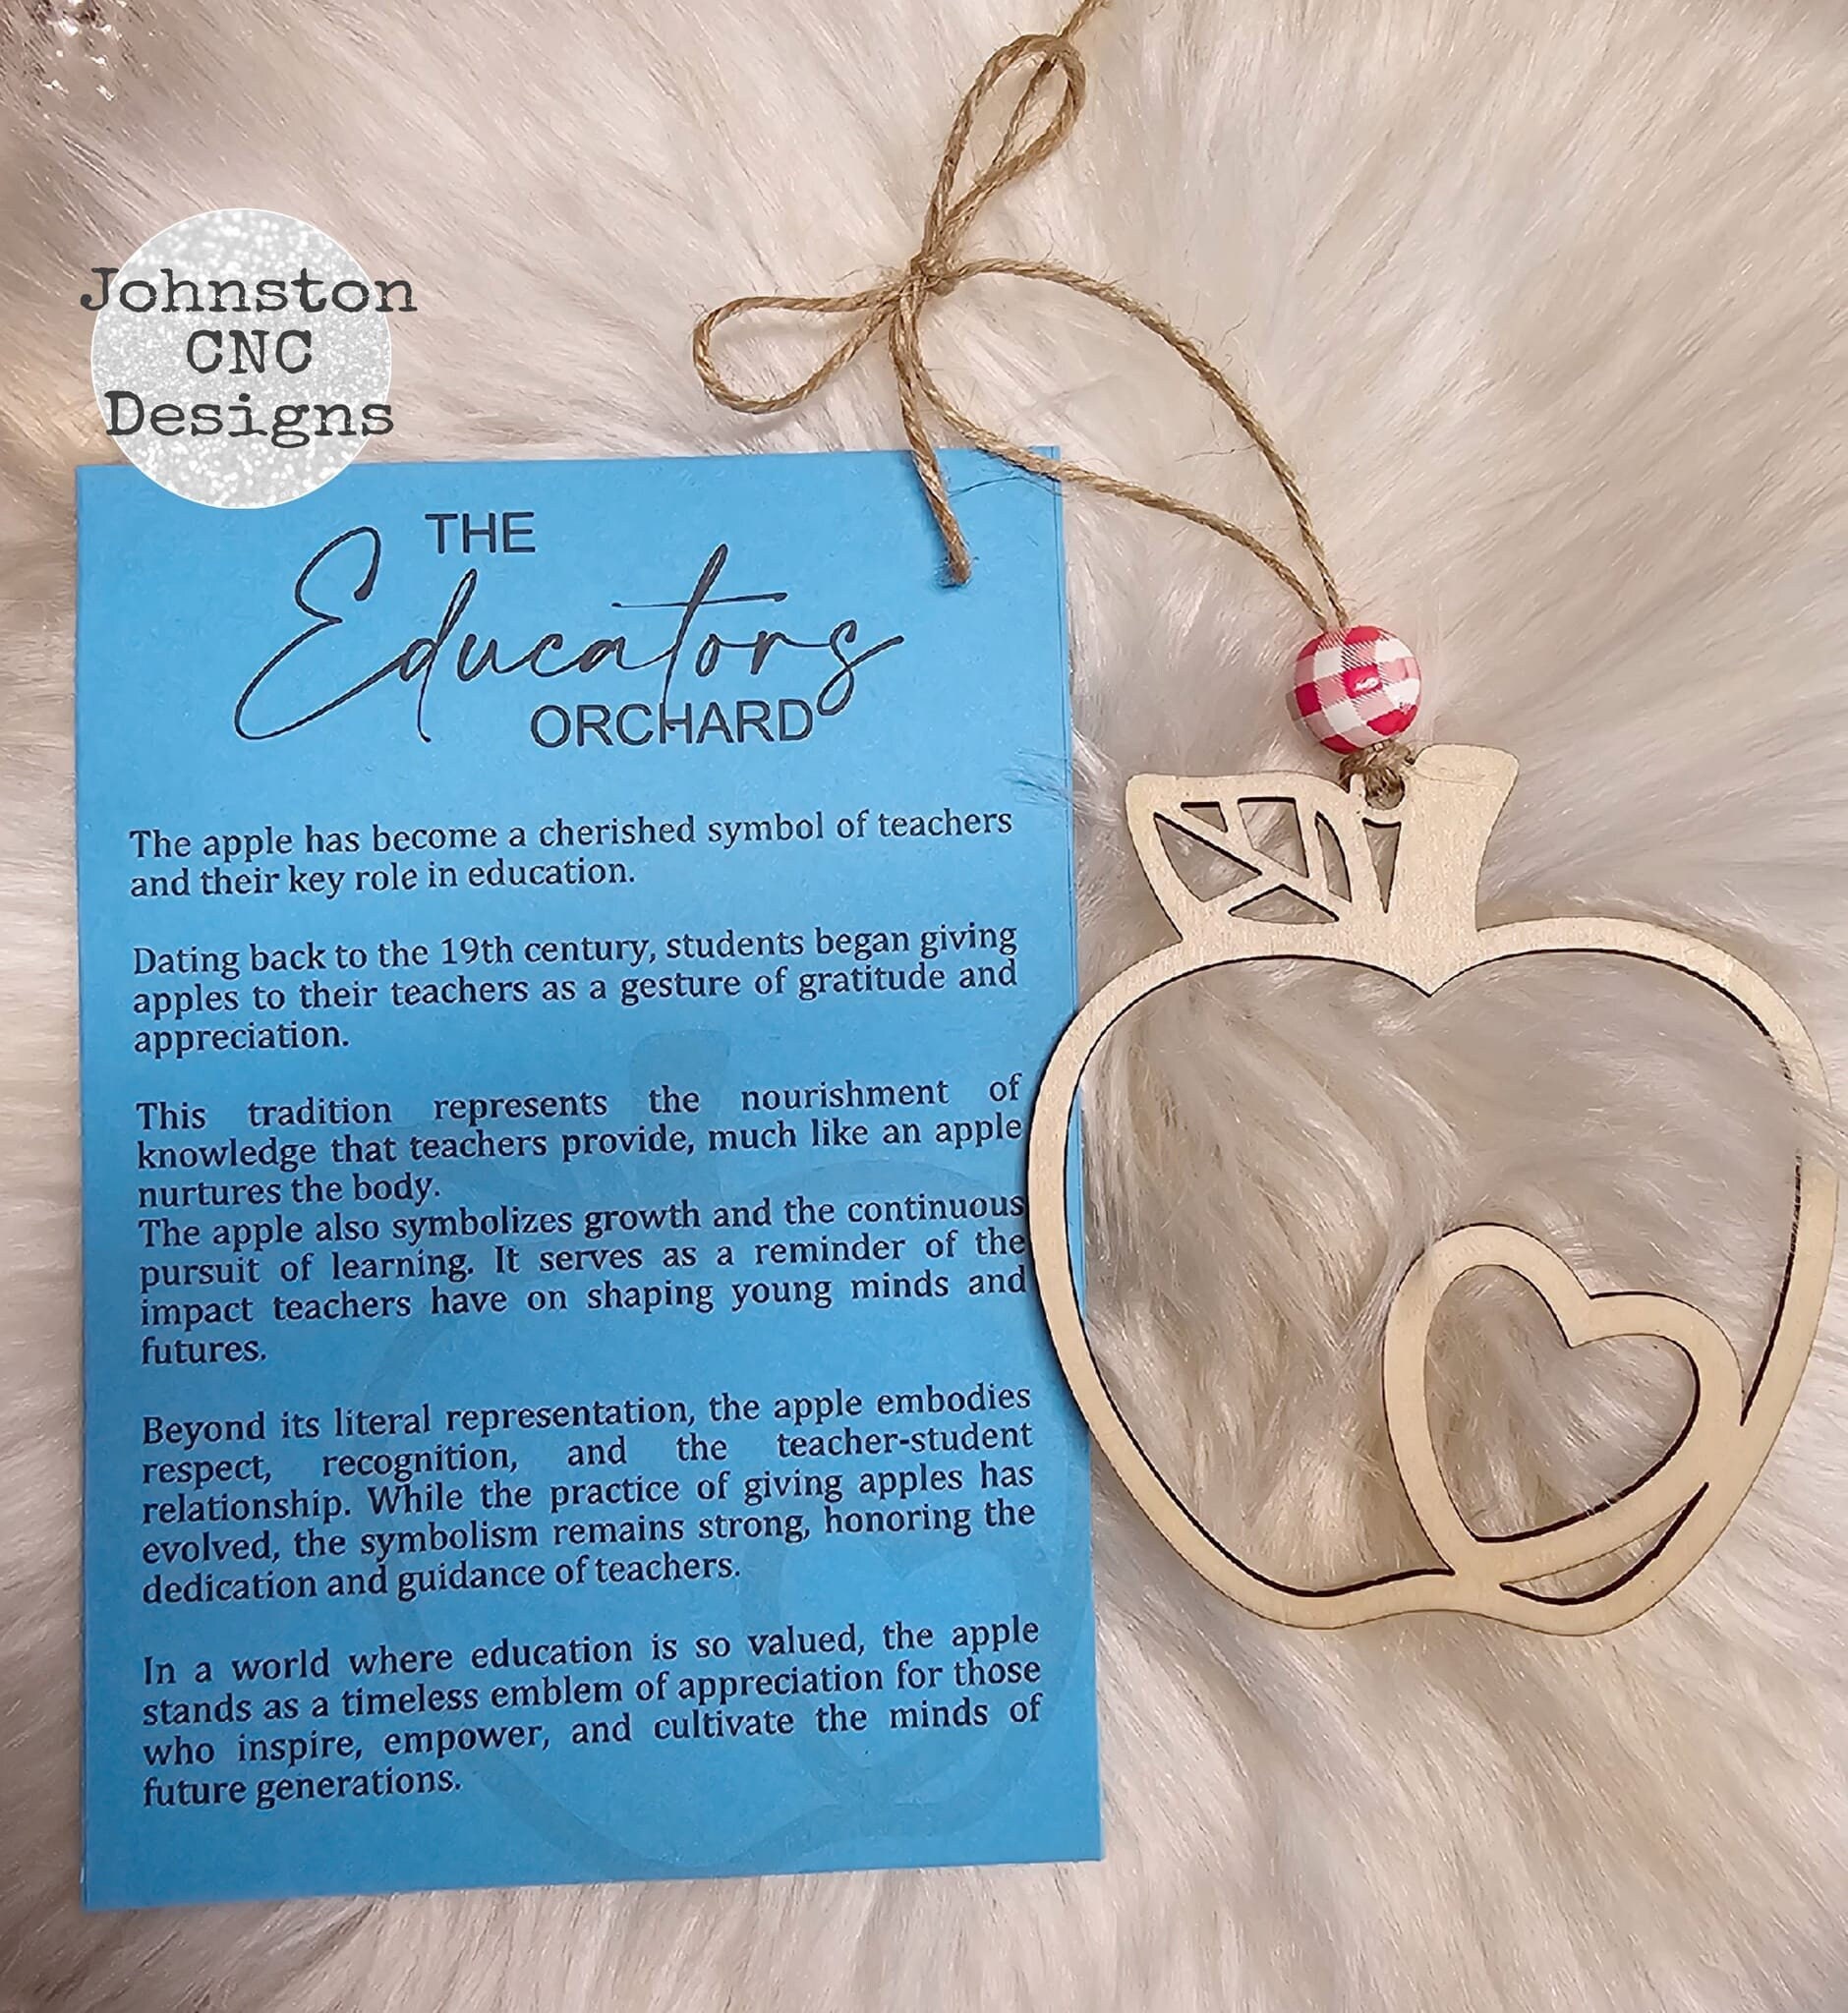 Johnston
CNC
Designs
THE
Educators
ORCHARD
The apple has become a cherished symbol of teachers
and their key role in education.
Dating back to the 19th century, students began giving
apples to their teachers as a gesture of gratitude and
appreciation.
This tradition represents the nourishment of
knowledge that teachers provide, much like an apple
nurtures the body.
The apple also symbolizes growth and the continuous
pursuit of learning. It serves as a reminder of the
impact teachers have on shaping young minds and
futures.
Beyond its literal representation, the apple embodies
respect, recognition, and the teacher-student
relationship. While the practice of giving apples has
evolved, the symbolism remains strong, honoring the
dedication and guidance of teachers.
In a world where education is so valued, the apple
stands as a timeless emblem of appreciation for those
who inspire, empower, and cultivate the minds of
future generations.